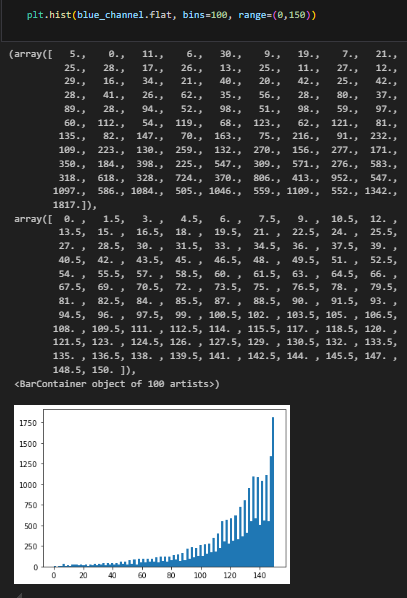 plt.hist(blue_channel.flat, bins=100, range=(0,150))
(array([   5.,    0.,   11.,    6.,   30.,    9.,   19.,    7.,   21.,
25.,   28.,   17.,   26.,   13.,   25.,   11.,   27.,   12.,
29.,   16.,   34.,   21.,   40.,   20.,   42.,   25.,   42.,
28.,   41.,   26.,   62.,   35.,   56.,   28.,   80.,   37.,
89.,   28.,   94.,   52.,   98.,   51.,   98.,   59.,   97.,
60.,  112.,   54.,  119.,   68.,  123.,   62.,  121.,   81.,
135.,   82.,  147.,   70.,  163.,   75.,  216.,   91.,  232.,
109.,  223.,  130.,  259.,  132.,  270.,  156.,  277.,  171.,
350.,  184.,  398.,  225.,  547.,  309.,  571.,  276.,  583.,
318.,  618.,  328.,  724.,  370.,  806.,  413.,  952.,  547.,
1097.,  586., 1084.,  505., 1046.,  559., 1109.,  552., 1342.,
1817.]),
array([  0. ,   1.5,   3. ,   4.5,   6. ,   7.5,   9. ,  10.5,  12. ,
13.5,  15. ,  16.5,  18. ,  19.5,  21. ,  22.5,  24. ,  25.5,
27. ,  28.5,  30. ,  31.5,  33. ,  34.5,  36. ,  37.5,  39. ,
40.5,  42. ,  43.5,  45. ,  46.5,  48. ,  49.5,  51. ,  52.5,
54. ,  55.5,  57. ,  58.5,  60. ,  61.5,  63. ,  64.5,  66. ,
67.5,  69. ,  70.5,  72. ,  73.5,  75. ,  76.5,  78. ,  79.5,
81. ,  82.5,  84. ,  85.5,  87. ,  88.5,  90. ,  91.5,  93. ,
94.5,  96. ,  97.5,  99. , 100.5, 102. , 103.5, 105. , 106.5,
108. , 109.5, 111. , 112.5, 114. , 115.5, 117. , 118.5, 120. ,
121.5, 123. , 124.5, 126. , 127.5, 129. , 130.5, 132. , 133.5,
135. , 136.5, 138. , 139.5, 141. , 142.5, 144. , 145.5, 147. ,
148.5, 150. ]),
<BarContainer object of 100 artists>)
1750
1500
1250
1000
750
500
250
0
0 20 40 60 80 100 120 140